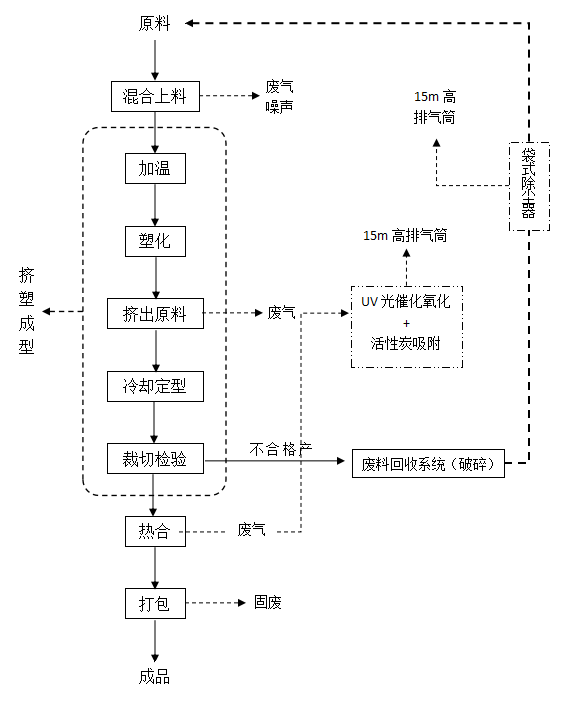 原料
混合上料
废气
噪声
15m 高
排气筒
袋式除尘器
加温
塑化
15m 高排气筒
挤塑成型
挤出原料
废气
UV 光催化氧化
+
活性炭吸附
冷却定型
裁切检验
不合格产
废料回收系统（破碎）
热合
废气
打包
固废
成品